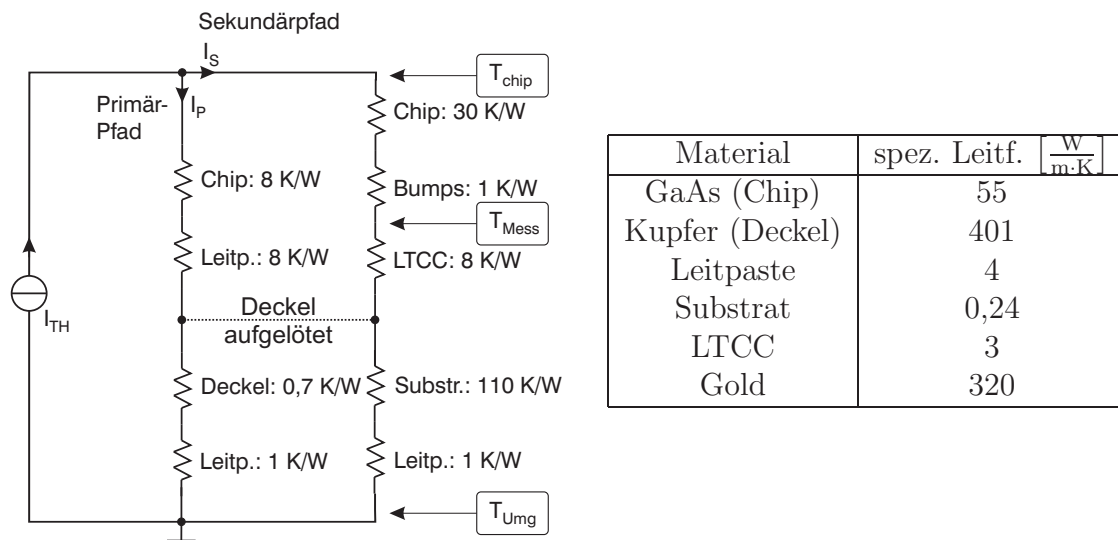 Sekundärpfad
I_S
T_chip
Primär-
Pfad
I_P
Chip: 30 K/W
Chip: 8 K/W
Bumps: 1 K/W
T_Mess
Leitp.: 8 K/W
LTCC: 8 K/W
I_TH
Deckel
aufgelötet
Deckel: 0,7 K/W
Substr.: 110 K/W
Leitp.: 1 K/W
Leitp.: 1 K/W
T_Umg
Material spez. Leitf. [W/m·K]
GaAs (Chip) 55
Kupfer (Deckel) 401
Leitpaste 4
Substrat 0,24
LTCC 3
Gold 320